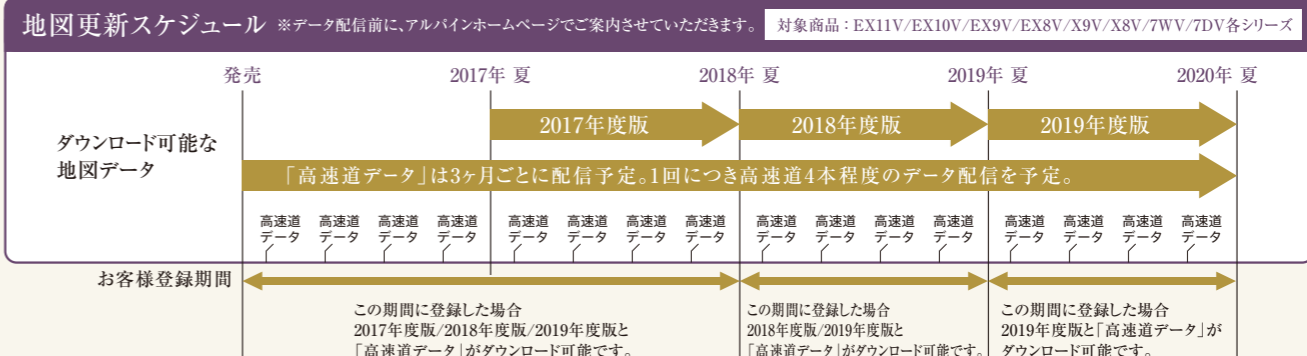 地図更新スケジュール ※データ配信前に、アルパインホームページでご案内させていただきます。 対象商品：EX11V/EX10V/EX9V/EX8V/X9V/X8V/7WV/7DV各シリーズ
発売 2017年 夏 2018年 夏 2019年 夏 2020年 夏
ダウンロード可能な
地図データ
2017年度版 2018年度版 2019年度版
「高速道データ」は3ヶ月ごとに配信予定。1回につき高速道4本程度のデータ配信を予定。
高速道 高速道 高速道 高速道 高速道 高速道 高速道 高速道 高速道 高速道 高速道 高速道 高速道 高速道 高速道 高速道
データ データ データ データ データ データ データ データ データ データ データ データ データ データ データ データ
お客様登録期間
この期間に登録した場合
2017年度版/2018年度版/2019年度版と
「高速道データ」がダウンロード可能です。
この期間に登録した場合
2018年度版/2019年度版と
「高速道データ」がダウンロード可能です。
この期間に登録した場合
2019年度版と「高速道データ」が
ダウンロード可能です。